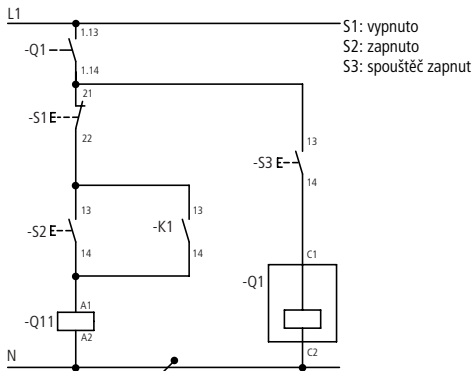 L1
S1: vypnuto
S2: zapnuto
S3: spouštěč zapnut
1.13
-Q1
1.14
21
-S1 E
22
13
-S3 E
14
13
-S2 E
14
13
-K1
14
C1
-Q1
C2
A1
-Q11
A2
N